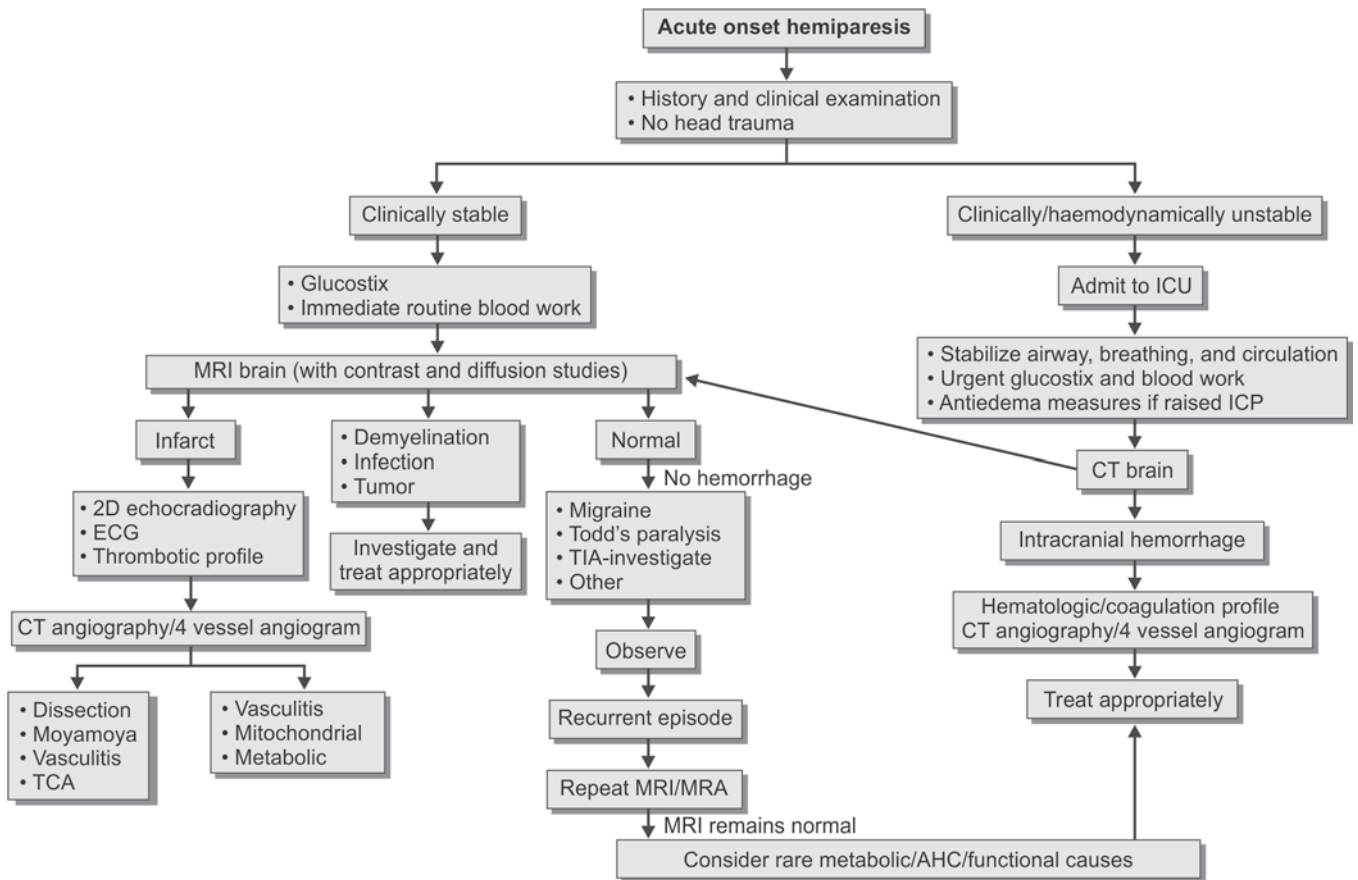 Acute onset hemiparesis
• History and clinical examination
• No head trauma
Clinically stable
Clinically/haemodynamically unstable
• Glucostix
• Immediate routine blood work
Admit to ICU
MRI brain (with contrast and diffusion studies)
• Stabilize airway, breathing, and circulation
• Urgent glucostix and blood work
• Antiedema measures if raised ICP
Infarct
• Demyelination
• Infection
• Tumor
Normal
No hemorrhage
CT brain
• 2D echocradiography
• ECG
• Thrombotic profile
Investigate and
treat appropriately
• Migraine
• Todd's paralysis
• TIA-investigate
• Other
Intracranial hemorrhage
CT angiography/4 vessel angiogram
Hematologic/coagulation profile
CT angiography/4 vessel angiogram
Observe
• Dissection
• Moyamoya
• Vasculitis
• TCA
• Vasculitis
• Mitochondrial
• Metabolic
Recurrent episode
Treat appropriately
Repeat MRI/MRA
MRI remains normal
Consider rare metabolic/AHC/functional causes